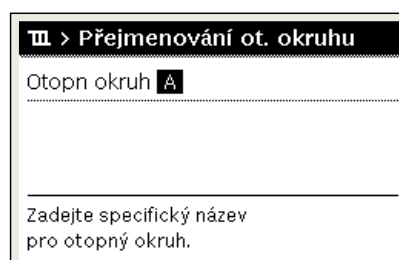 > Přejmenování ot. okruhu
Otopn okruh A
Zadejte specifický název
pro otopný okruh.